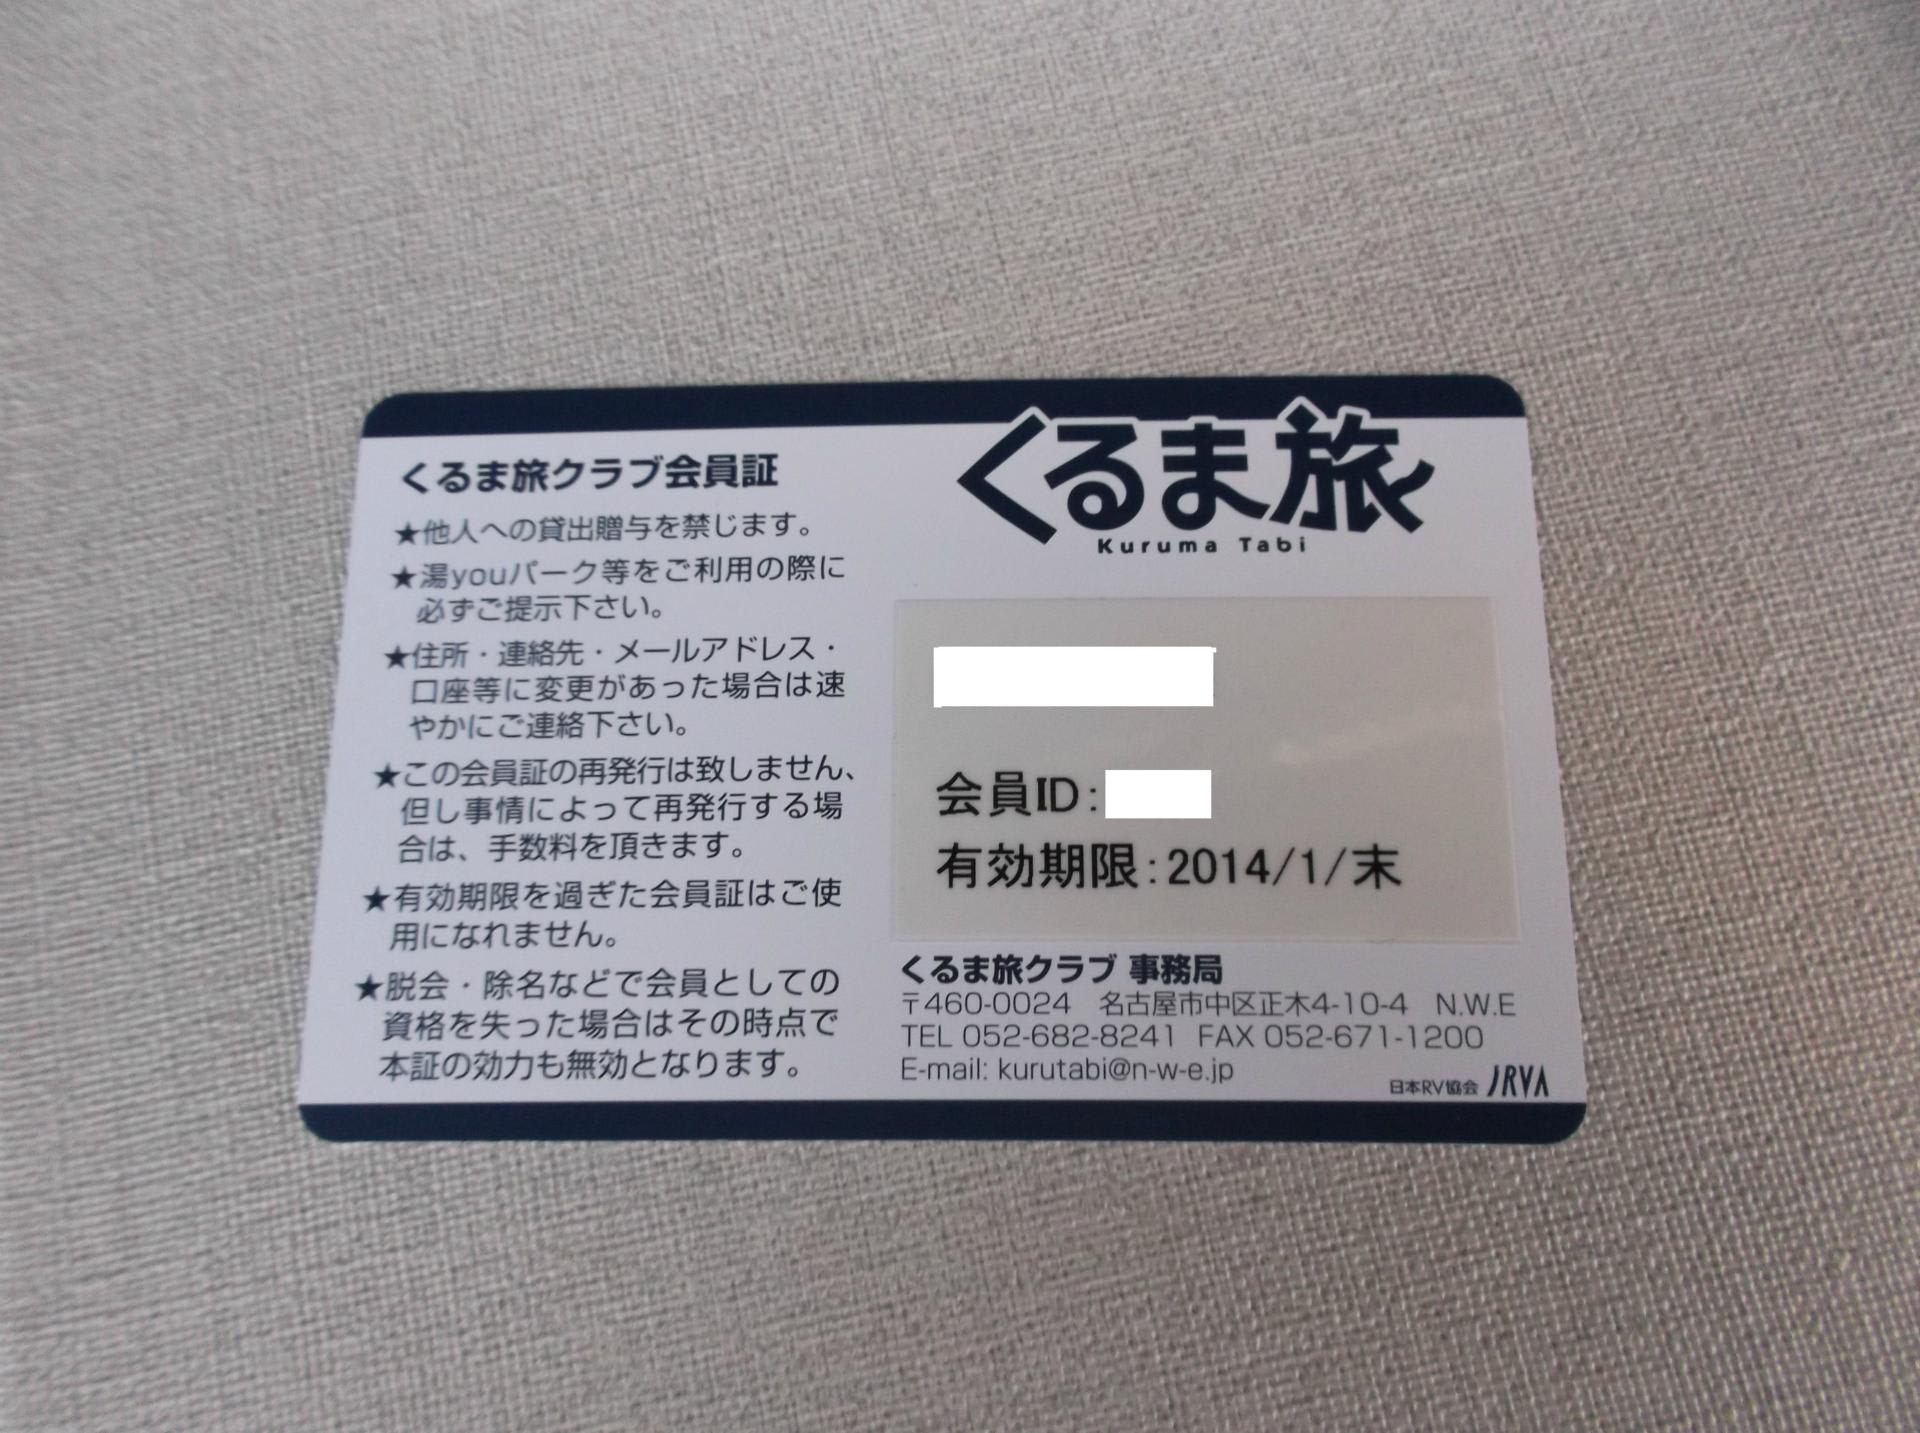 くるま旅クラブ会員証
★他人への貸出贈与を禁じます。
★湯youパーク等をご利用の際に
必ずご提示下さい。
★住所・連絡先・メールアドレス・
口座等に変更があった場合は速
やかにご連絡下さい。
★この会員証の再発行は致しません、
但し事情によって再発行する場
合は、手数料を頂きます。
★有効期限を過ぎた会員証はご使
用になれません。
★脱会・除名などで会員としての
資格を失った場合はその時点で
本証の効力も無効となります。
くるま旅
Kuruma Tabi
会員ID:
有効期限:2014/1/末
くるま旅クラブ 事務局
〒460-0024 名古屋市中区正木4-10-4 N.W.E
TEL 052-682-8241 FAX 052-671-1200
E-mail: kurutabi@n-w-e.jp
日本RV協会 JRVA